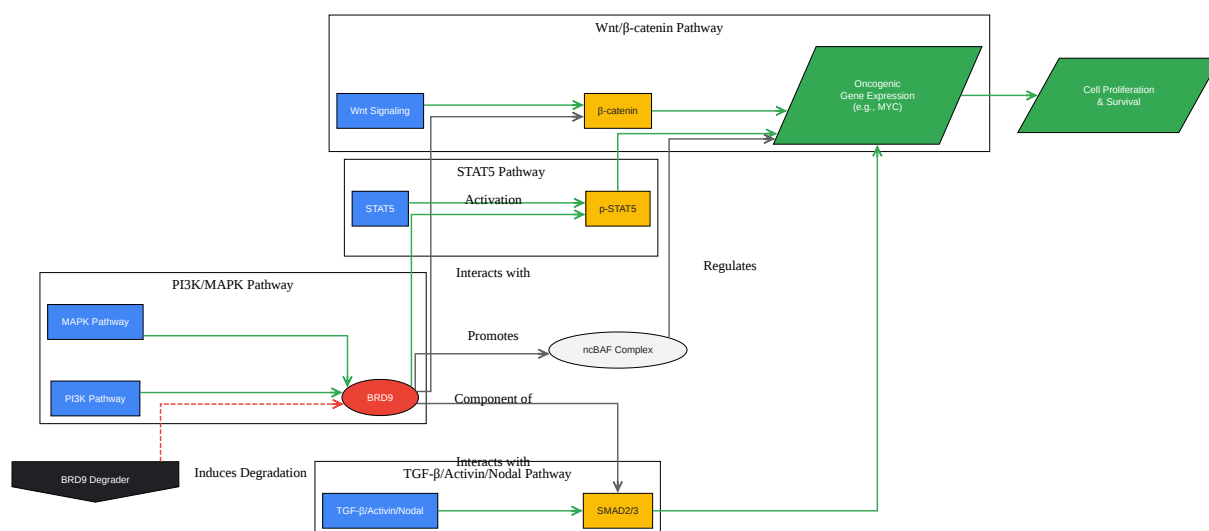 Wnt/β-catenin Pathway
Wnt Signaling
β-catenin
Oncogenic
Gene Expression
(e.g., MYC)
Cell Proliferation
& Survival
STAT5 Pathway
Activation
STAT5
p-STAT5
Interacts with
Regulates
PI3K/MAPK Pathway
MAPK Pathway
Promotes
ncBAF Complex
PI3K Pathway
BRD9
Component of
Interacts with
BRD9 Degrader
Induces Degradation
TGF-β/Activin/Nodal Pathway
TGF-β/Activin/Nodal
SMAD2/3